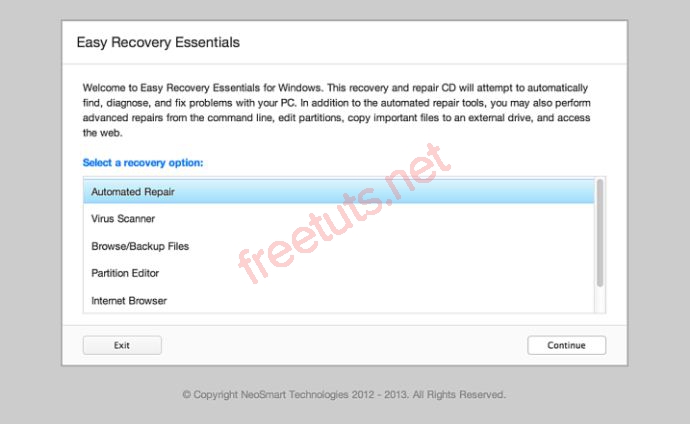 Easy Recovery Essentials
Welcome to Easy Recovery Essentials for Windows. This recovery and repair CD will attempt to automatically
find, diagnose, and fix problems with your PC. In addition to the automated repair tools, you may also perform
advanced repairs from the command line, edit partitions, copy important files to an external drive, and access
the web.
Select a recovery option:
Automated Repair
Virus Scanner
Browse/Backup Files
Partition Editor
Internet Browser
freetuts.net
Exit
Continue
© Copyright NeoSmart Technologies 2012 - 2013. All Rights Reserved.